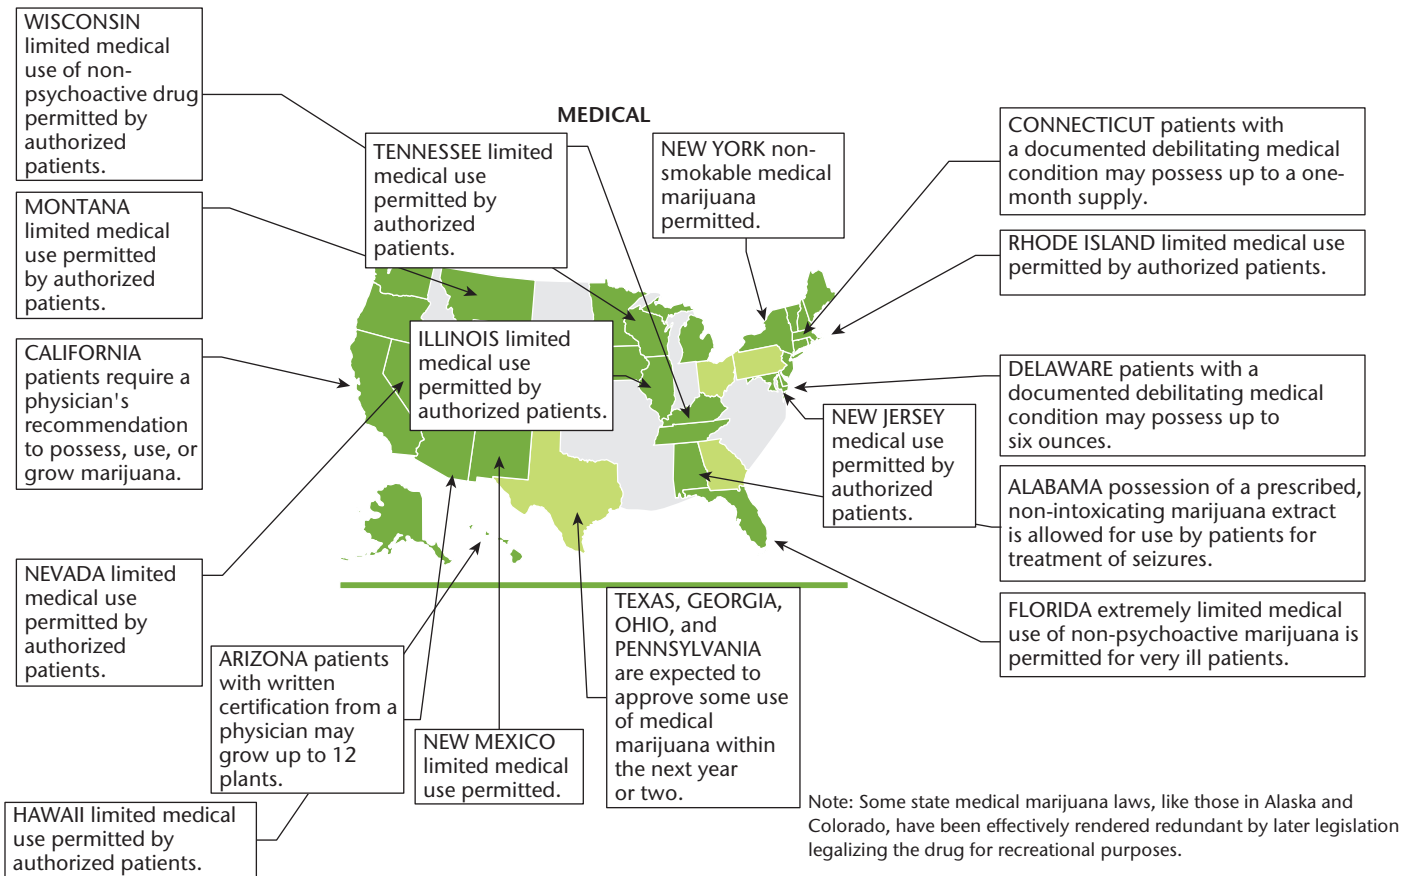 WISCONSIN
limited medical
use of non-
psychoactive drug
permitted by
authorized
patients.
MEDICAL
TENNESSEE limited
medical use
permitted by
authorized
patients.
NEW YORK non-
smokable medical
marijuana
permitted.
CONNECTICUT patients with
a documented debilitating medical
condition may possess up to a one-
month supply.
MONTANA
limited medical
use permitted
by authorized
patients.
RHODE ISLAND limited medical use
permitted by authorized patients.
ILLINOIS limited
medical use
permitted by
authorized patients.
CALIFORNIA
patients require a
physician's
recommendation
to possess, use, or
grow marijuana.
DELAWARE patients with a
documented debilitating medical
condition may possess up to
six ounces.
NEW JERSEY
medical use
permitted by
authorized
patients.
ALABAMA possession of a prescribed,
non-intoxicating marijuana extract
is allowed for use by patients for
treatment of seizures.
NEVADA limited
medical use
permitted by
authorized
patients.
TEXAS, GEORGIA,
OHIO, and
PENNSYLVANIA
are expected to
approve some use
of medical
marijuana within
the next year
or two.
FLORIDA extremely limited medical
use of non-psychoactive marijuana is
permitted for very ill patients.
ARIZONA patients
with written
certification from a
physician may
grow up to 12
plants.
NEW MEXICO
limited medical
use permitted.
HAWAII limited medical
use permitted by
authorized patients.
Note: Some state medical marijuana laws, like those in Alaska and
Colorado, have been effectively rendered redundant by later legislation
legalizing the drug for recreational purposes.